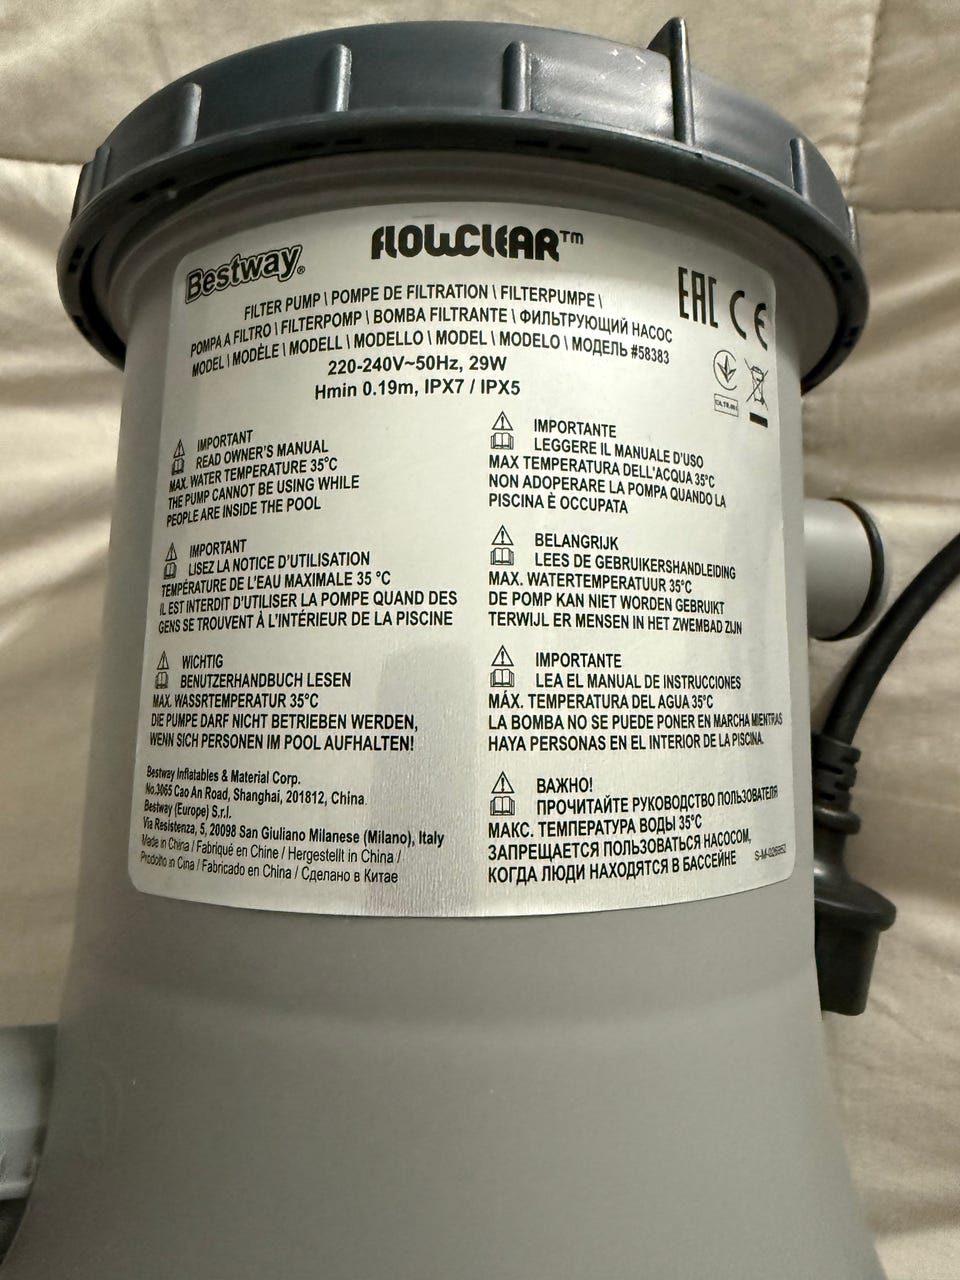 Bestway®
FLOWCLEAR™
EAC CE
FILTER PUMP \ POMPE DE FILTRATION \ FILTERPUMPE \
POMPA A FILTRO \ FILTERPOMP \ BOMBA FILTRANTE \ ФИЛЬТРУЮЩИЙ НАСОС
MODEL \ MODÈLE \ MODELL \ MODELLO \ MODEL \ MODELO \ МОДЕЛЬ #58383
220-240V~50Hz, 29W
Hmin 0.19m, IPX7 / IPX5
IMPORTANT
READ OWNER'S MANUAL
MAX. WATER TEMPERATURE 35°C
THE PUMP CANNOT BE USING WHILE
PEOPLE ARE INSIDE THE POOL
IMPORTANT
LISEZ LA NOTICE D'UTILISATION
TEMPÉRATURE DE L'EAU MAXIMALE 35 °C
IL EST INTERDIT D'UTILISER LA POMPE QUAND DES
GENS SE TROUVENT À L'INTÉRIEUR DE LA PISCINE
WICHTIG
BENUTZERHANDBUCH LESEN
MAX. WASSRTEMPERATUR 35°C
DIE PUMPE DARF NICHT BETRIEBEN WERDEN,
WENN SICH PERSONEN IM POOL AUFHALTEN!
Bestway Inflatables & Material Corp.
No.3065 Cao An Road, Shanghai, 201812, China.
Bestway (Europe) S.r.l.
Via Resistenza, 5, 20098 San Giuliano Milanese (Milano), Italy
Made in China / Fabriqué en Chine / Hergestellt in China /
Prodotto in Cina / Fabricado en China / Сделано в Китае
IMPORTANTE
LEGGERE IL MANUALE D'USO
MAX TEMPERATURA DELL'ACQUA 35°C
NON ADOPERARE LA POMPA QUANDO LA
PISCINA È OCCUPATA
BELANGRIJK
LEES DE GEBRUIKERSHANDLEIDING
MAX. WATERTEMPERATUUR 35°C
DE POMP KAN NIET WORDEN GEBRUIKT
TERWIJL ER MENSEN IN HET ZWEMBAD ZIJN
IMPORTANTE
LEA EL MANUAL DE INSTRUCCIONES
MÁX. TEMPERATURA DEL AGUA 35°C
LA BOMBA NO SE PUEDE PONER EN MARCHA MIENTRAS
HAYA PERSONAS EN EL INTERIOR DE LA PISCINA.
ВАЖНО!
ПРОЧИТАЙТЕ РУКОВОДСТВО ПОЛЬЗОВАТЕЛЯ
МАКС. ТЕМПЕРАТУРА ВОДЫ 35°C
ЗАПРЕЩАЕТСЯ ПОЛЬЗОВАТЬСЯ НАСОСОМ,
КОГДА ЛЮДИ НАХОДЯТСЯ В БАССЕЙНЕ